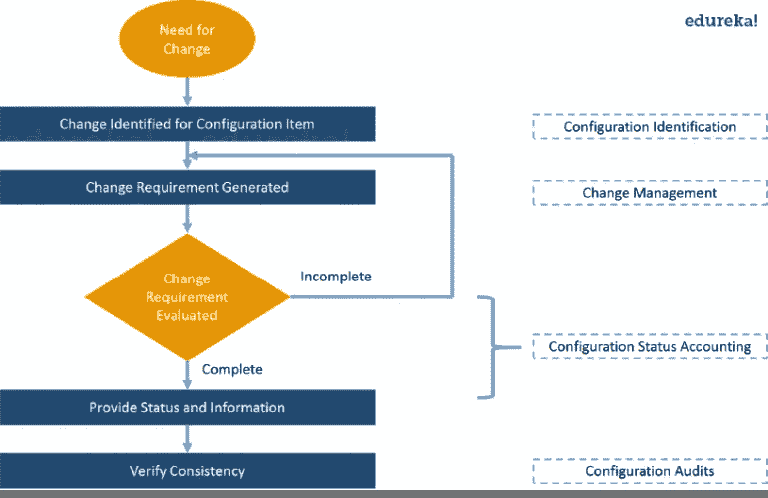 edureka!
Need for
Change
Change Identified for Configuration Item
Configuration Identification
Change Requirement Generated
Change Management
Change
Requirement
Evaluated
Incomplete
Configuration Status Accounting
Complete
Provide Status and Information
Verify Consistency
Configuration Audits